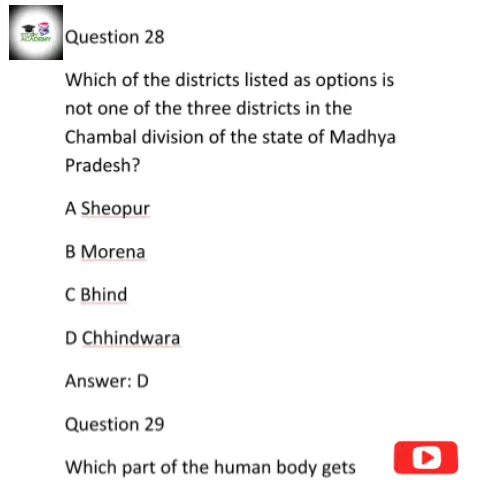 Question 28
Which of the districts listed as options is
not one of the three districts in the
Chambal division of the state of Madhya
Pradesh?
A Sheopur
B Morena
C Bhind
D Chhindwara
Answer: D
Question 29
Which part of the human body gets